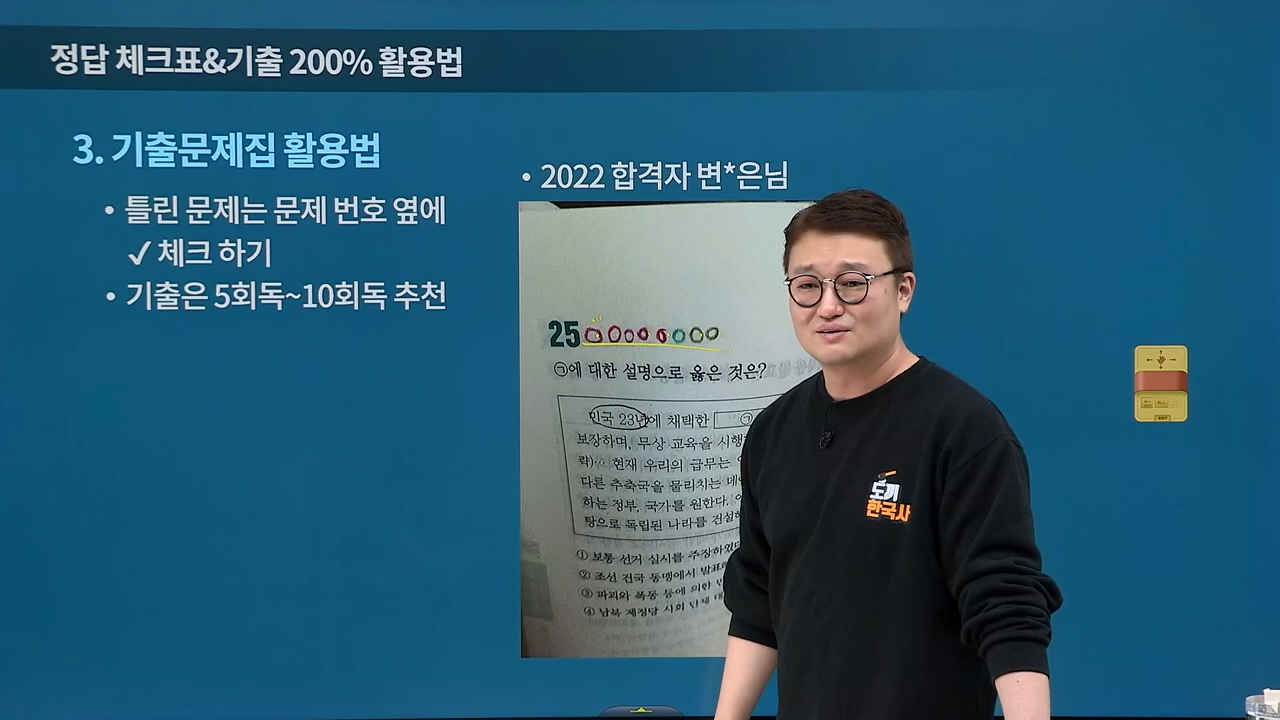 정답 체크표&기출 200% 활용법
3. 기출문제집 활용법
• 틀린 문제는 문제 번호 옆에
✓ 체크 하기
• 기출은 5회독~10회독 추천
• 2022 합격자 변*은님
25
㉠에 대한 설명으로 옳은 것은?
민국 23년에 채택한 ㉠
보장하며, 무상 교육을 시행
략)… 현재 우리의 급무는
다른 추축국을 물리치는 데
하는 정부, 국가를 원한다.
탕으로 독립된 나라를 건설하
① 보통 선거 실시를 주장하였다
② 조선 건국 동맹에서 발표
③ 파괴와 폭동 등에 의한
④ 남북 제정당 사회 단체 대
도끼
한국사
EXIT